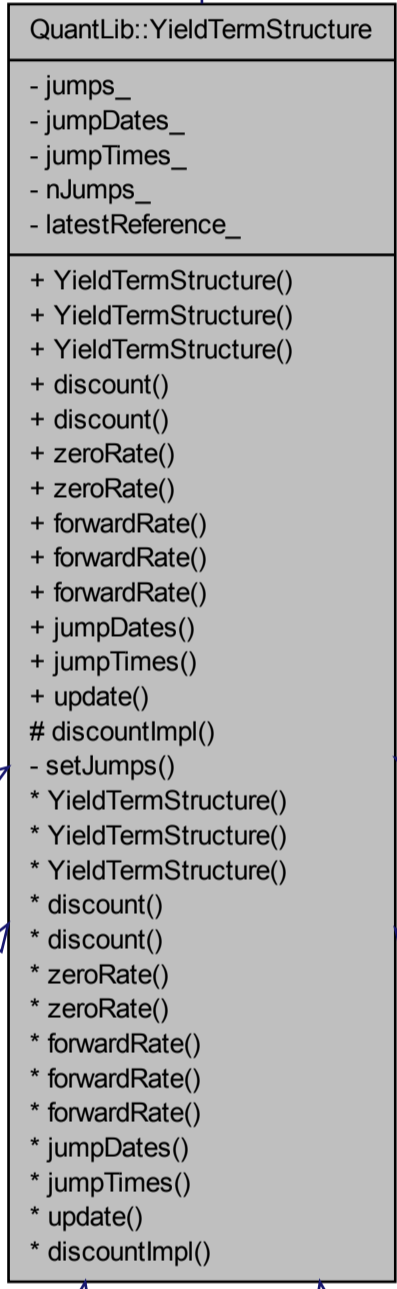 QuantLib::YieldTermStructure
- jumps_
- jumpDates_
- jumpTimes_
- nJumps_
- latestReference_
+ YieldTermStructure()
+ YieldTermStructure()
+ YieldTermStructure()
+ discount()
+ discount()
+ zeroRate()
+ zeroRate()
+ forwardRate()
+ forwardRate()
+ forwardRate()
+ jumpDates()
+ jumpTimes()
+ update()
# discountImpl()
- setJumps()
* YieldTermStructure()
* YieldTermStructure()
* YieldTermStructure()
* discount()
* discount()
* zeroRate()
* zeroRate()
* forwardRate()
* forwardRate()
* forwardRate()
* jumpDates()
* jumpTimes()
* update()
* discountImpl()